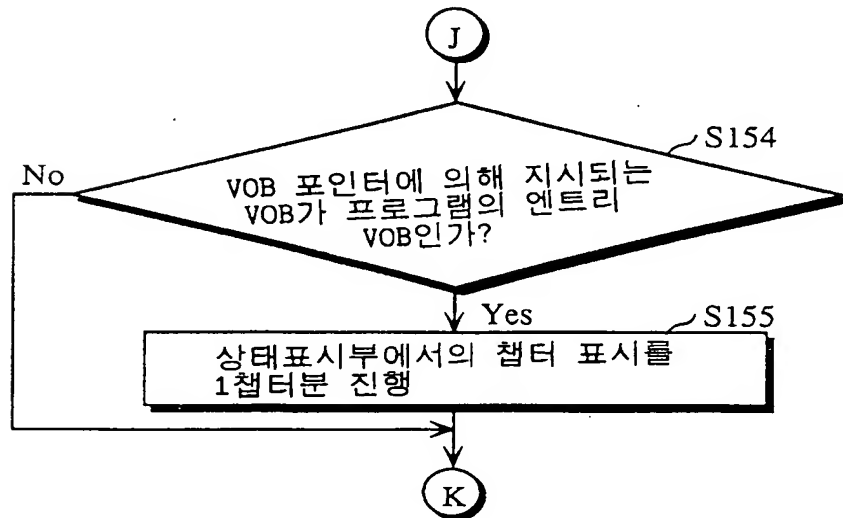 J
S154
No
VOB 포인터에 의해 지시되는
VOB가 프로그램의 엔트리
VOB인가?
Yes
S155
상태표시부에서의 챕터 표시를
1챕터분 진행
K